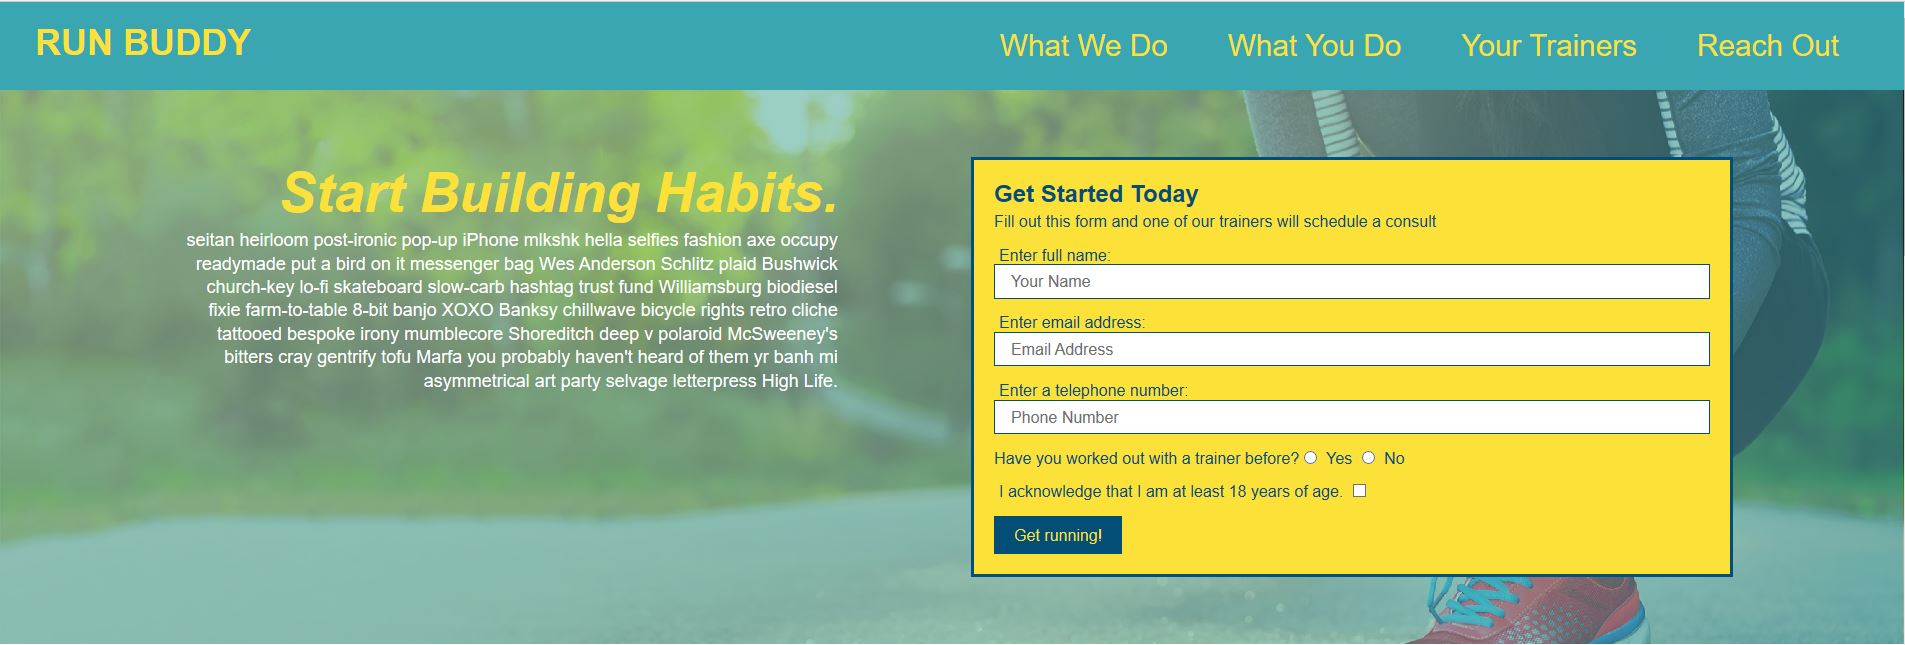 RUN BUDDY
What We Do What You Do Your Trainers Reach Out
Start Building Habits.
seitan heirloom post-ironic pop-up iPhone mlkshk hella selfies fashion axe occupy
readymade put a bird on it messenger bag Wes Anderson Schlitz plaid Bushwick
church-key lo-fi skateboard slow-carb hashtag trust fund Williamsburg biodiesel
fixie farm-to-table 8-bit banjo XOXO Banksy chillwave bicycle rights retro cliche
tattooed bespoke irony mumblecore Shoreditch deep v polaroid McSweeney's
bitters cray gentrify tofu Marfa you probably haven't heard of them yr banh mi
asymmetrical art party selvage letterpress High Life.
Get Started Today
Fill out this form and one of our trainers will schedule a consult
Enter full name:
Your Name
Enter email address:
Email Address
Enter a telephone number:
Phone Number
Have you worked out with a trainer before? Yes No
I acknowledge that I am at least 18 years of age.
Get running!